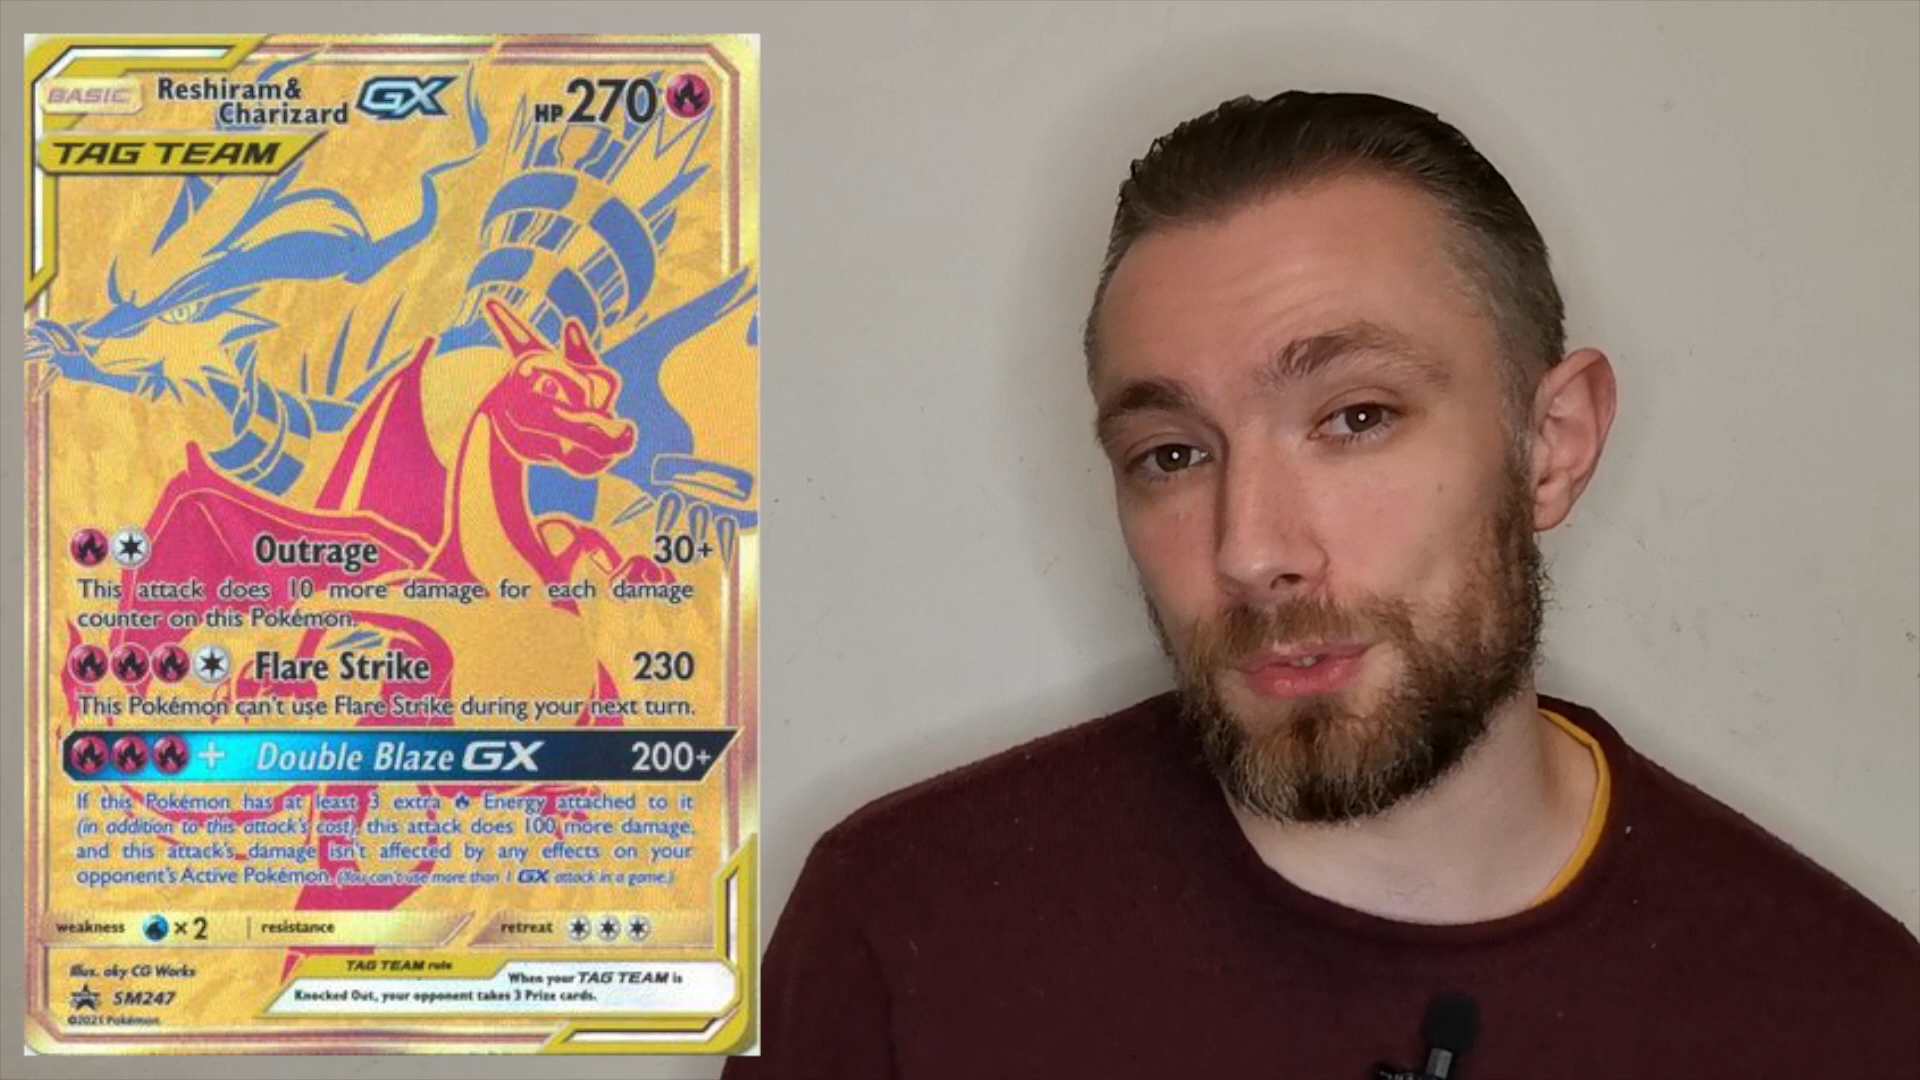 BASIC
Reshiram&
Charizard GX
HP 270
TAG TEAM
Outrage 30+
This attack does 10 more damage for each damage
counter on this Pokémon.
Flare Strike 230
This Pokémon can't use Flare Strike during your next turn.
+ Double Blaze GX 200+
If this Pokémon has at least 3 extra Energy attached to it
(in addition to this attack's cost), this attack does 100 more damage,
and this attack's damage isn't affected by any effects on your
opponent's Active Pokémon. (You can't use more than 1 GX attack in a game.)
weakness ×2 resistance retreat
Illus. aky CG Works
SM247
©2021 Pokémon
TAG TEAM rule
When your TAG TEAM is
Knocked Out, your opponent takes 3 Prize cards.